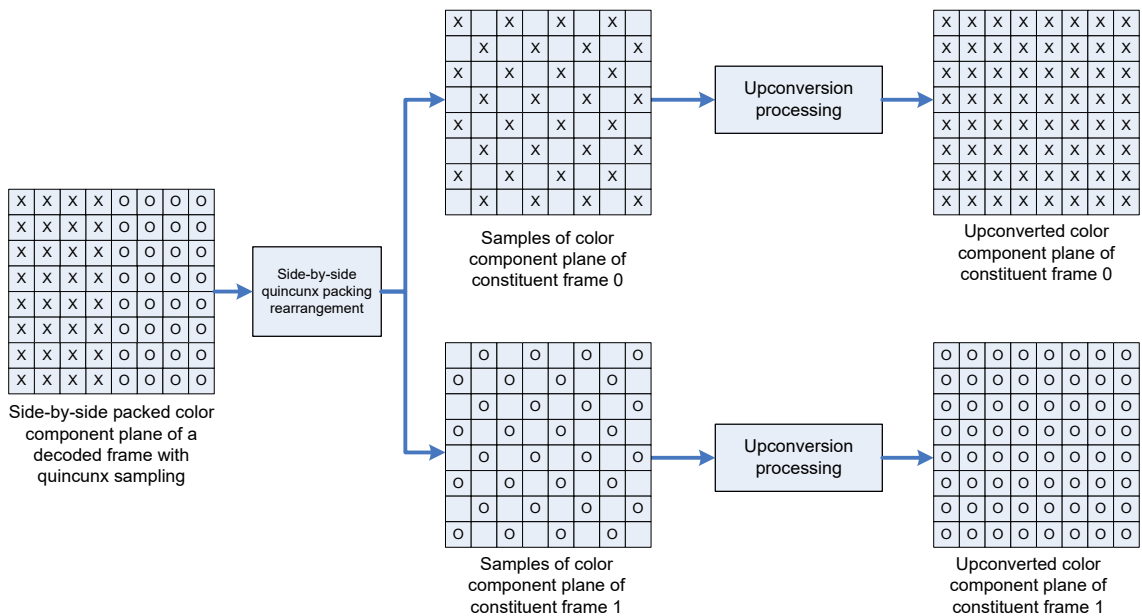 X X X X
X X X X
X X X X
X X X X
X X X X
X X X X
X X X X
X X X X
Samples of color
component plane of
constituent frame 0
Upconversion
processing
X X X X X X X X
X X X X X X X X
X X X X X X X X
X X X X X X X X
X X X X X X X X
X X X X X X X X
X X X X X X X X
X X X X X X X X
Upconverted color
component plane of
constituent frame 0
X X X X O O O O
X X X X O O O O
X X X X O O O O
X X X X O O O O
X X X X O O O O
X X X X O O O O
X X X X O O O O
X X X X O O O O
Side-by-side packed color
component plane of a
decoded frame with
quincunx sampling
Side-by-side
quincunx packing
rearrangement
O O O O
O O O O
O O O O
O O O O
O O O O
O O O O
O O O O
O O O O
Samples of color
component plane of
constituent frame 1
Upconversion
processing
O O O O O O O O
O O O O O O O O
O O O O O O O O
O O O O O O O O
O O O O O O O O
O O O O O O O O
O O O O O O O O
O O O O O O O O
Upconverted color
component plane of
constituent frame 1